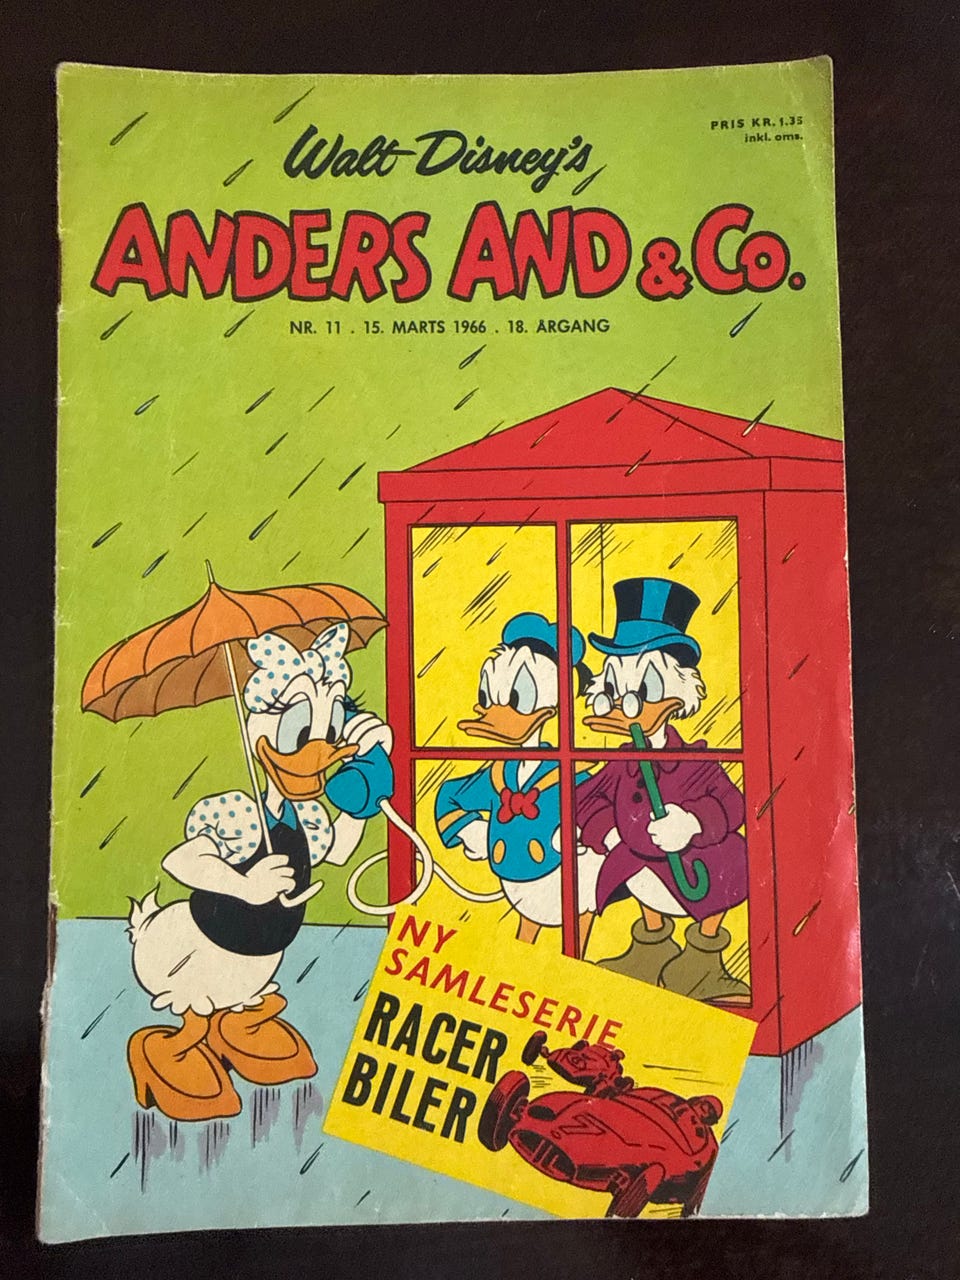 PRIS KR. 1.35
inkl. oms.
Walt Disney's
ANDERS AND & Co.
NR. 11 . 15. MARTS 1966 . 18. ÅRGANG
NY
SAMLESERIE
RACER
BILER
7